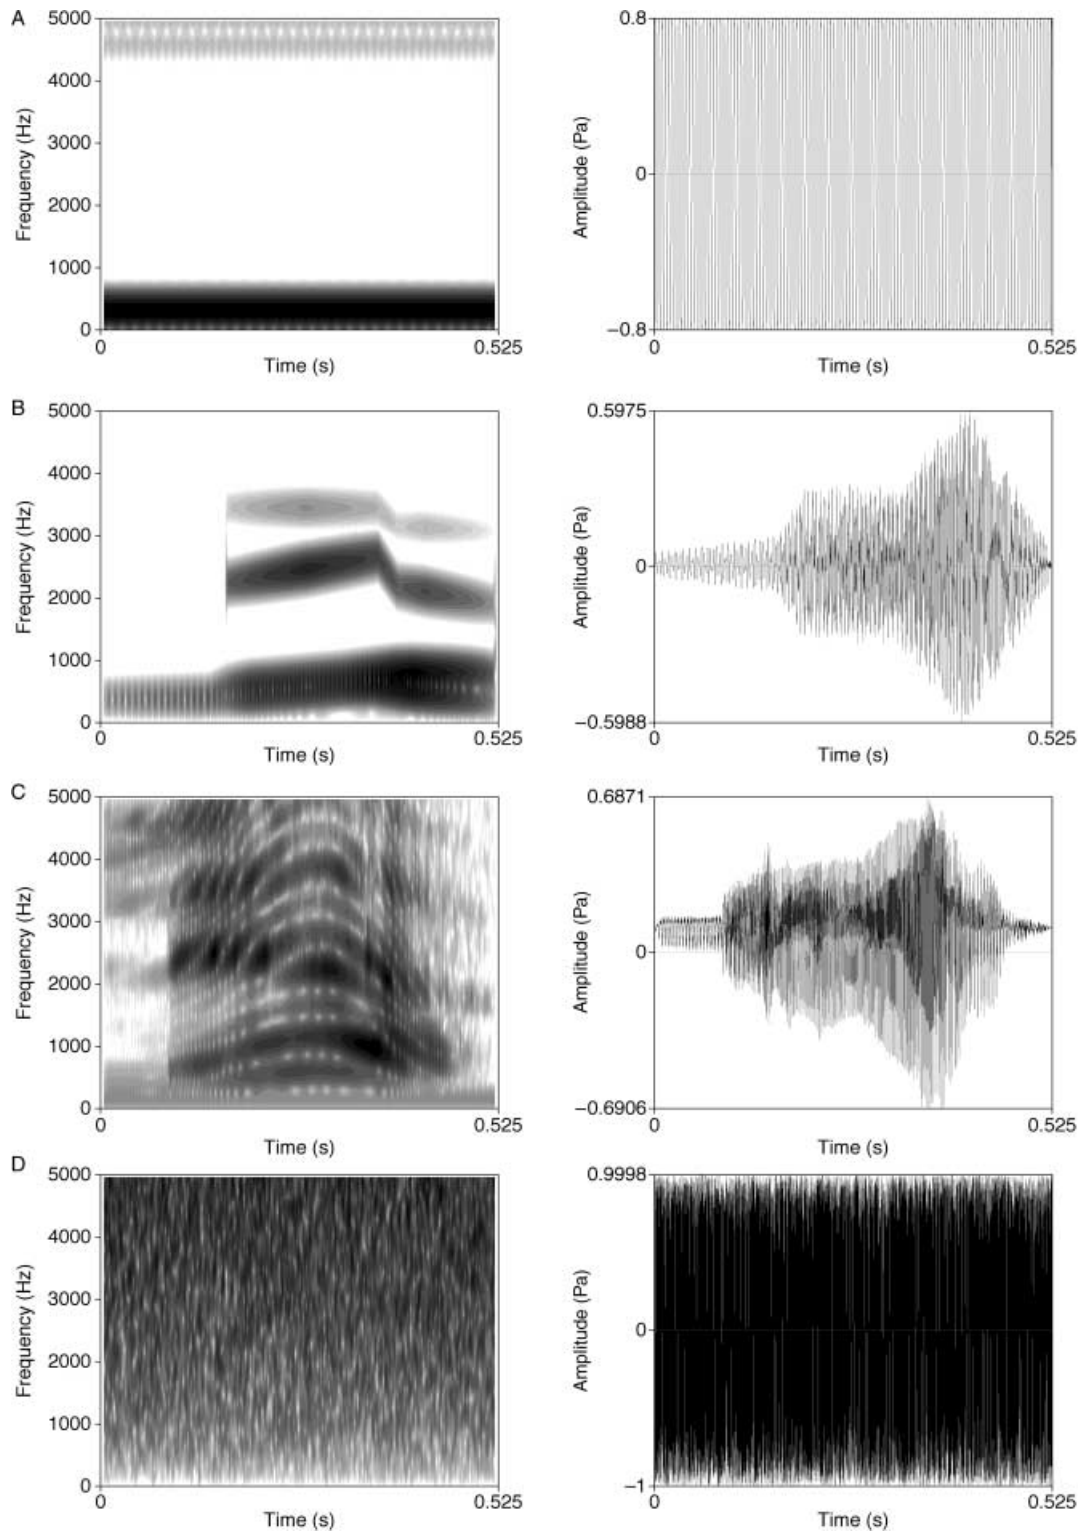 A
5000
4000
3000
2000
1000
0
Frequency (Hz)
0
0.525
Time (s)
0.8
0
−0.8
Amplitude (Pa)
0
0.525
Time (s)
B
5000
4000
3000
2000
1000
0
Frequency (Hz)
0
0.525
Time (s)
0.5975
0
−0.5988
Amplitude (Pa)
0
0.525
Time (s)
C
5000
4000
3000
2000
1000
0
Frequency (Hz)
0
0.525
Time (s)
0.6871
0
−0.6906
Amplitude (Pa)
0
0.525
Time (s)
D
5000
4000
3000
2000
1000
0
Frequency (Hz)
0
0.525
Time (s)
0.9998
0
−1
Amplitude (Pa)
0
0.525
Time (s)